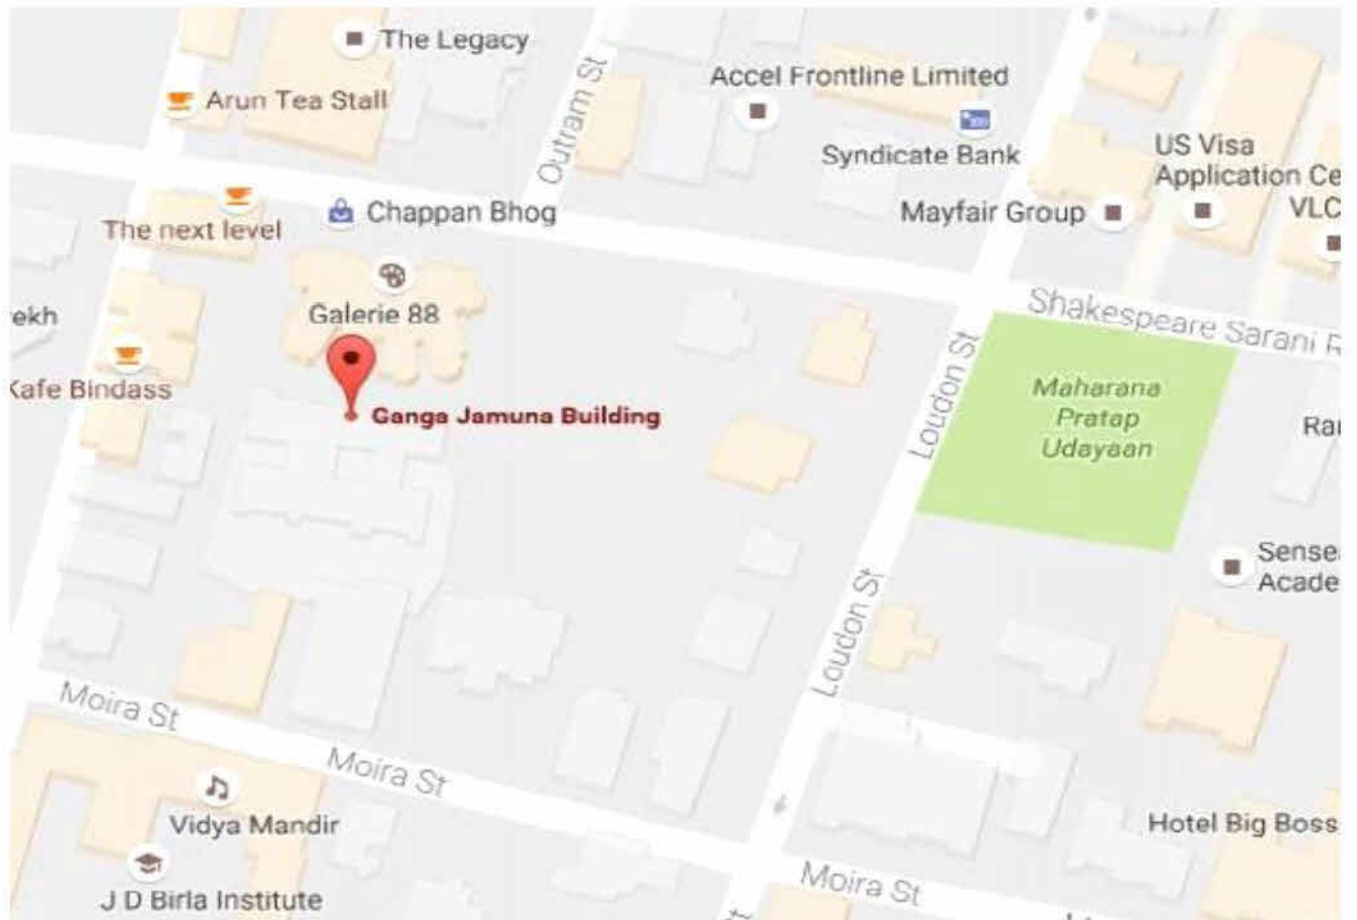 The Legacy
Accel Frontline Limited
Arun Tea Stall
Outram St
Syndicate Bank
US Visa
Application Ce
VLC
Chappan Bhog
Mayfair Group
The next level
ekh
Galerie 88
Shakespeare Sarani R
Loudon St
Kafe Bindass
Maharana
Pratap
Udayaan
Ganga Jamuna Building
Rai
Sense
Acade
Loudon St
Moira St
Moira St
Vidya Mandir
Hotel Big Boss
J D Birla Institute
Moira St